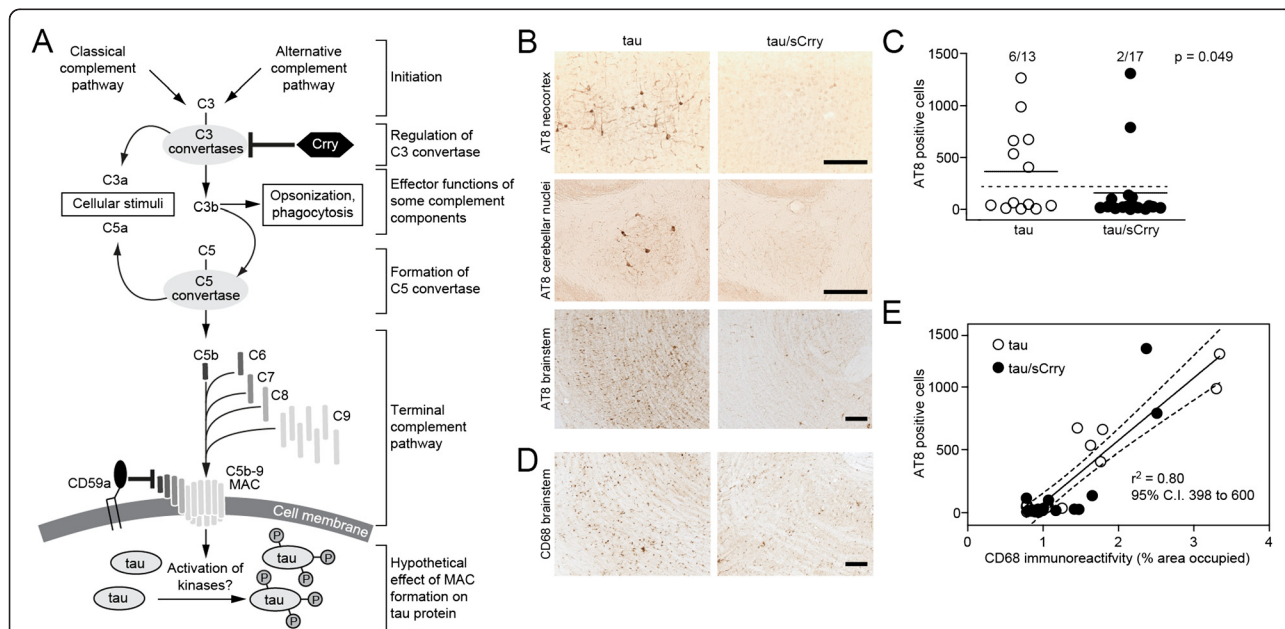 A
Classical
complement
pathway
Alternative
complement
pathway
Initiation
C3
C3
convertases
Crry
Regulation of
C3 convertase
C3a
Cellular stimuli
C5a
C3b
Opsonization,
phagocytosis
Effector functions of
some complement
components
C5
C5
convertase
Formation of
C5 convertase
C5b
C6
C7
C8
C9
Terminal
complement
pathway
CD59a
C5b-9
MAC
Cell membrane
tau
tau
Activation of
kinases?
P
P
P
P
tau
P
P
P
P
tau
Hypothetical
effect of MAC
formation on
tau protein
B
tau
tau/sCrry
AT8 neocortex
AT8 cerebellar nuclei
AT8 brainstem
D
CD68 brainstem
C
AT8 positive cells
1500
1000
500
0
6/13
2/17
p = 0.049
tau
tau/sCrry
E
AT8 positive cells
1500
1000
500
0
tau
tau/sCrry
r² = 0.80
95% C.I. 398 to 600
0
1
2
3
4
CD68 immunoreactifvity (% area occupied)